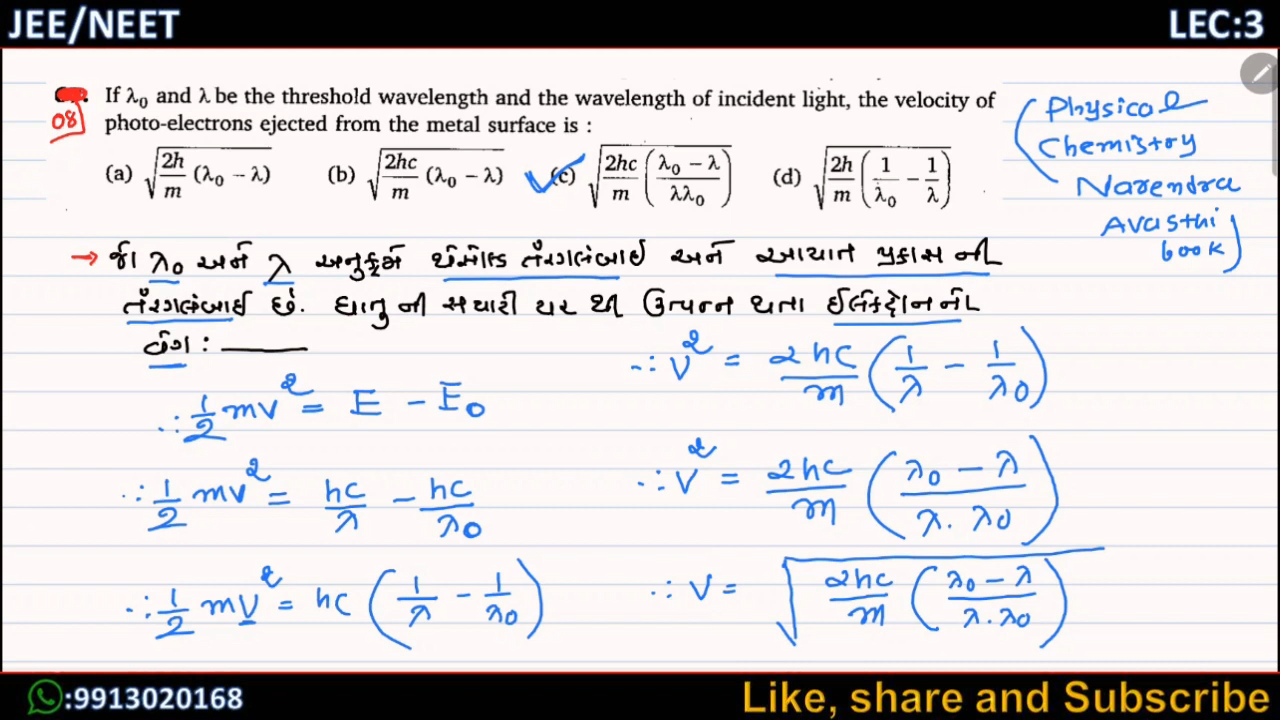 JEE/NEET
LEC:3
08 If λ₀ and λ be the threshold wavelength and the wavelength of incident light, the velocity of
photo-electrons ejected from the metal surface is :
(a) √(2h/m (λ₀ − λ)) (b) √(2hc/m (λ₀ − λ)) (c) √(2hc/m ((λ₀ − λ)/λλ₀)) (d) √(2h/m (1/λ₀ − 1/λ))
Physical
Chemistry
Narendra
Avasthi
book
→ જો λ₀ અને λ અનુક્રમે થ્રેસોલ્ડ તરંગલંબાઇ અને આયાત પ્રકાશ ની
તરંગલંબાઇ છે. ધાતુ ની સપાટી પર થી ઉત્પન્ન થતા ઈલેક્ટ્રોનનો
વેગ : ______
∴ 1/2 mv² = E − E₀
∴ 1/2 mv² = hc/λ − hc/λ₀
∴ 1/2 mv² = hc (1/λ − 1/λ₀)
∴ v² = 2hc/m (1/λ − 1/λ₀)
∴ v² = 2hc/m ((λ₀ − λ)/λ.λ₀)
∴ v = √(2hc/m ((λ₀ − λ)/λ.λ₀))
:9913020168
Like, share and Subscribe